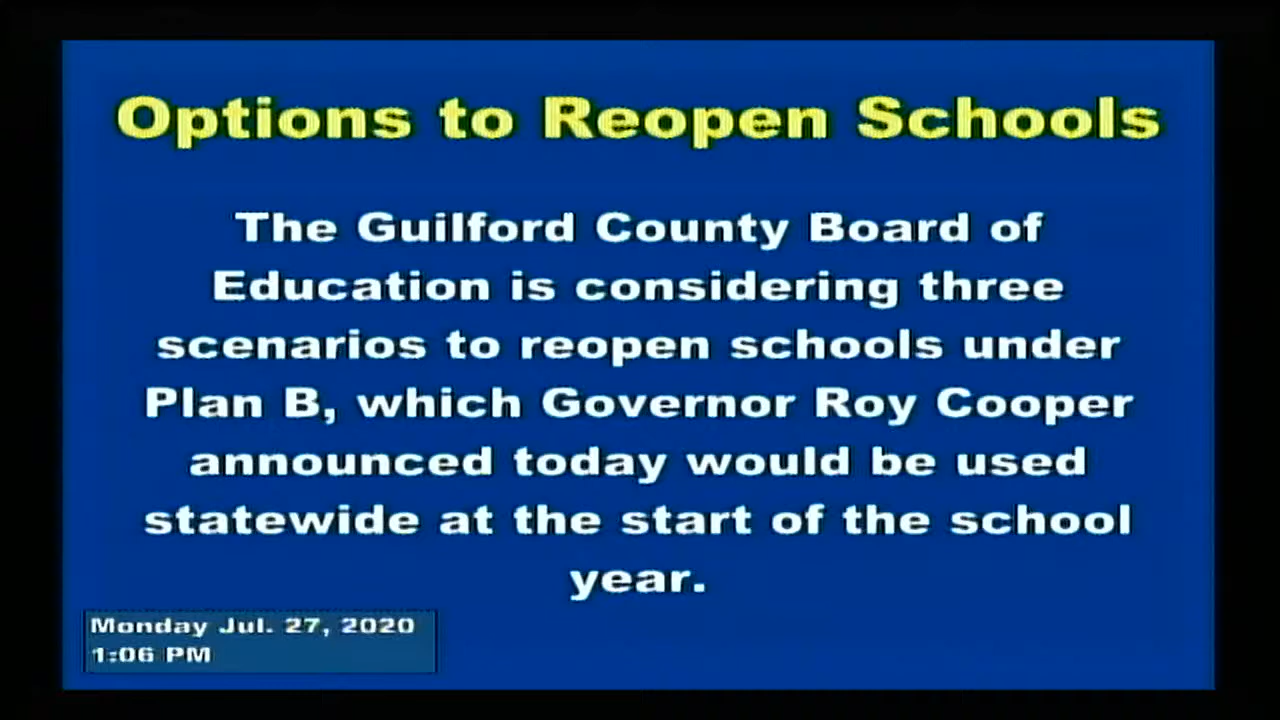 Options to Reopen Schools
The Guilford County Board of
Education is considering three
scenarios to reopen schools under
Plan B, which Governor Roy Cooper
announced today would be used
statewide at the start of the school
year.
Monday Jul. 27, 2020
1:06 PM